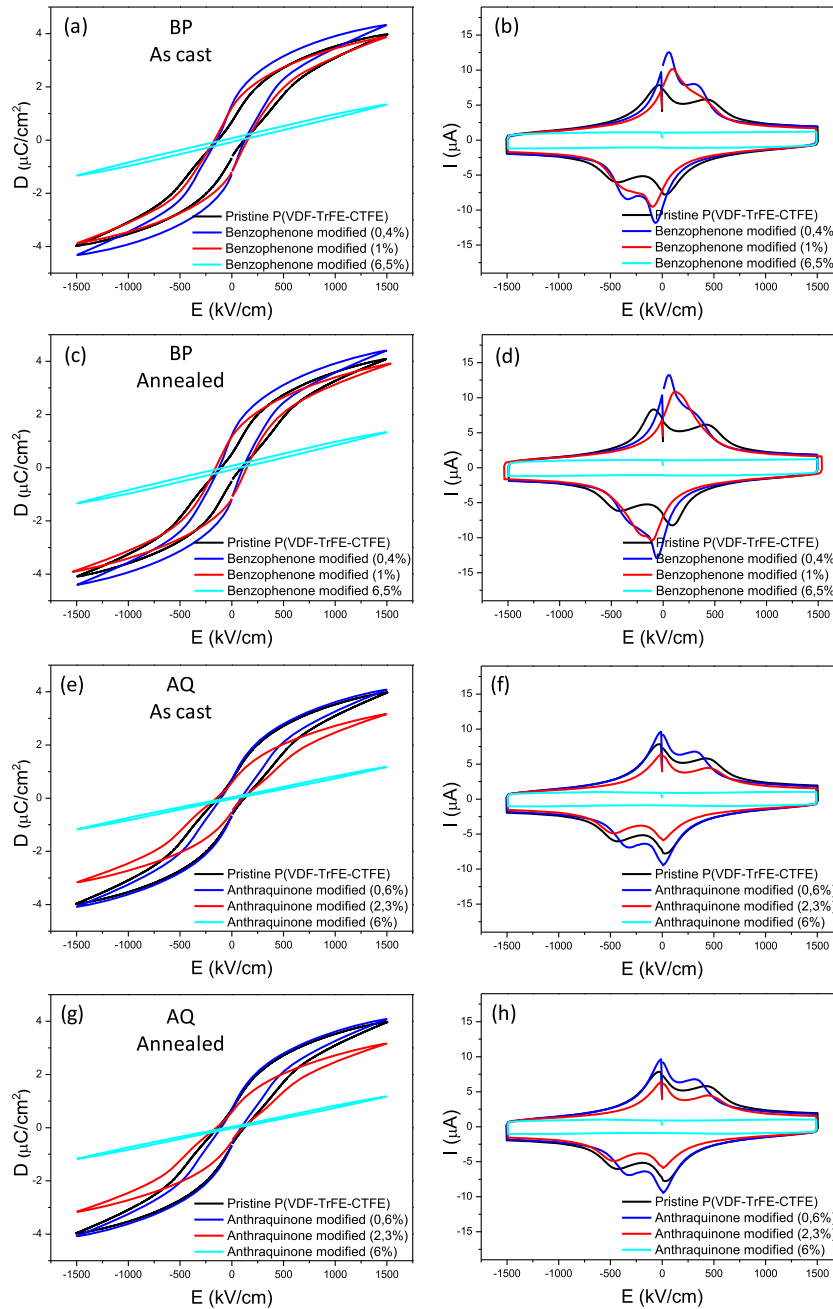 (a)
BP
As cast
D (μC/cm²)
4
2
0
-2
-4
Pristine P(VDF-TrFE-CTFE)
Benzophenone modified (0,4%)
Benzophenone modified (1%)
Benzophenone modified (6,5%)
-1500 -1000 -500 0 500 1000 1500
E (kV/cm)
(b)
I (μA)
15
10
5
0
-5
-10
-15
Pristine P(VDF-TrFE-CTFE)
Benzophenone modified (0,4%
Benzophenone modified (1%)
Benzophenone modified (6,5%
-1500 -1000 -500 0 500 1000 1500
E (kV/cm)
(c)
BP
Annealed
D (μC/cm²)
4
2
0
-2
-4
Pristine P(VDF-TrFE-CTFE)
Benzophenone modified (0,4%)
Benzophenone modified (1%)
Benzophenone modified 6,5%
-1500 -1000 -500 0 500 1000 1500
E (kV/cm)
(d)
I (μA)
15
10
5
0
-5
-10
-15
Pristine P(VDF-TrFE-CTFE)
Benzophenone modified (0,4%
Benzophenone modified (1%)
Benzophenone modified (6,5%
-1500 -1000 -500 0 500 1000 1500
E (kV/cm)
(e)
AQ
As cast
D (μC/cm²)
4
2
0
-2
-4
Pristine P(VDF-TrFE-CTFE)
Anthraquinone modified (0,6%)
Anthraquinone modified (2,3%)
Anthraquinone modified (6%)
-1500 -1000 -500 0 500 1000 1500
E (kV/cm)
(f)
I (μA)
15
10
5
0
-5
-10
-15
Pristine P(VDF-TrFE-CTFE)
Anthraquinone modified (0,6%)
Anthraquinone modified (2,3%)
Anthraquinone modified (6%)
-1500 -1000 -500 0 500 1000 1500
E (kV/cm)
(g)
AQ
Annealed
D (μC/cm²)
4
2
0
-2
-4
Pristine P(VDF-TrFE-CTFE)
Anthraquinone modified (0,6%)
Anthraquinone modified (2,3%)
Anthraquinone modified (6%)
-1500 -1000 -500 0 500 1000 1500
E (kV/cm)
(h)
I (μA)
15
10
5
0
-5
-10
-15
Pristine P(VDF-TrFE-CTFE)
Anthraquinone modified (0,6%)
Anthraquinone modified (2,3%)
Anthraquinone modified (6%)
-1500 -1000 -500 0 500 1000 1500
E (kV/cm)